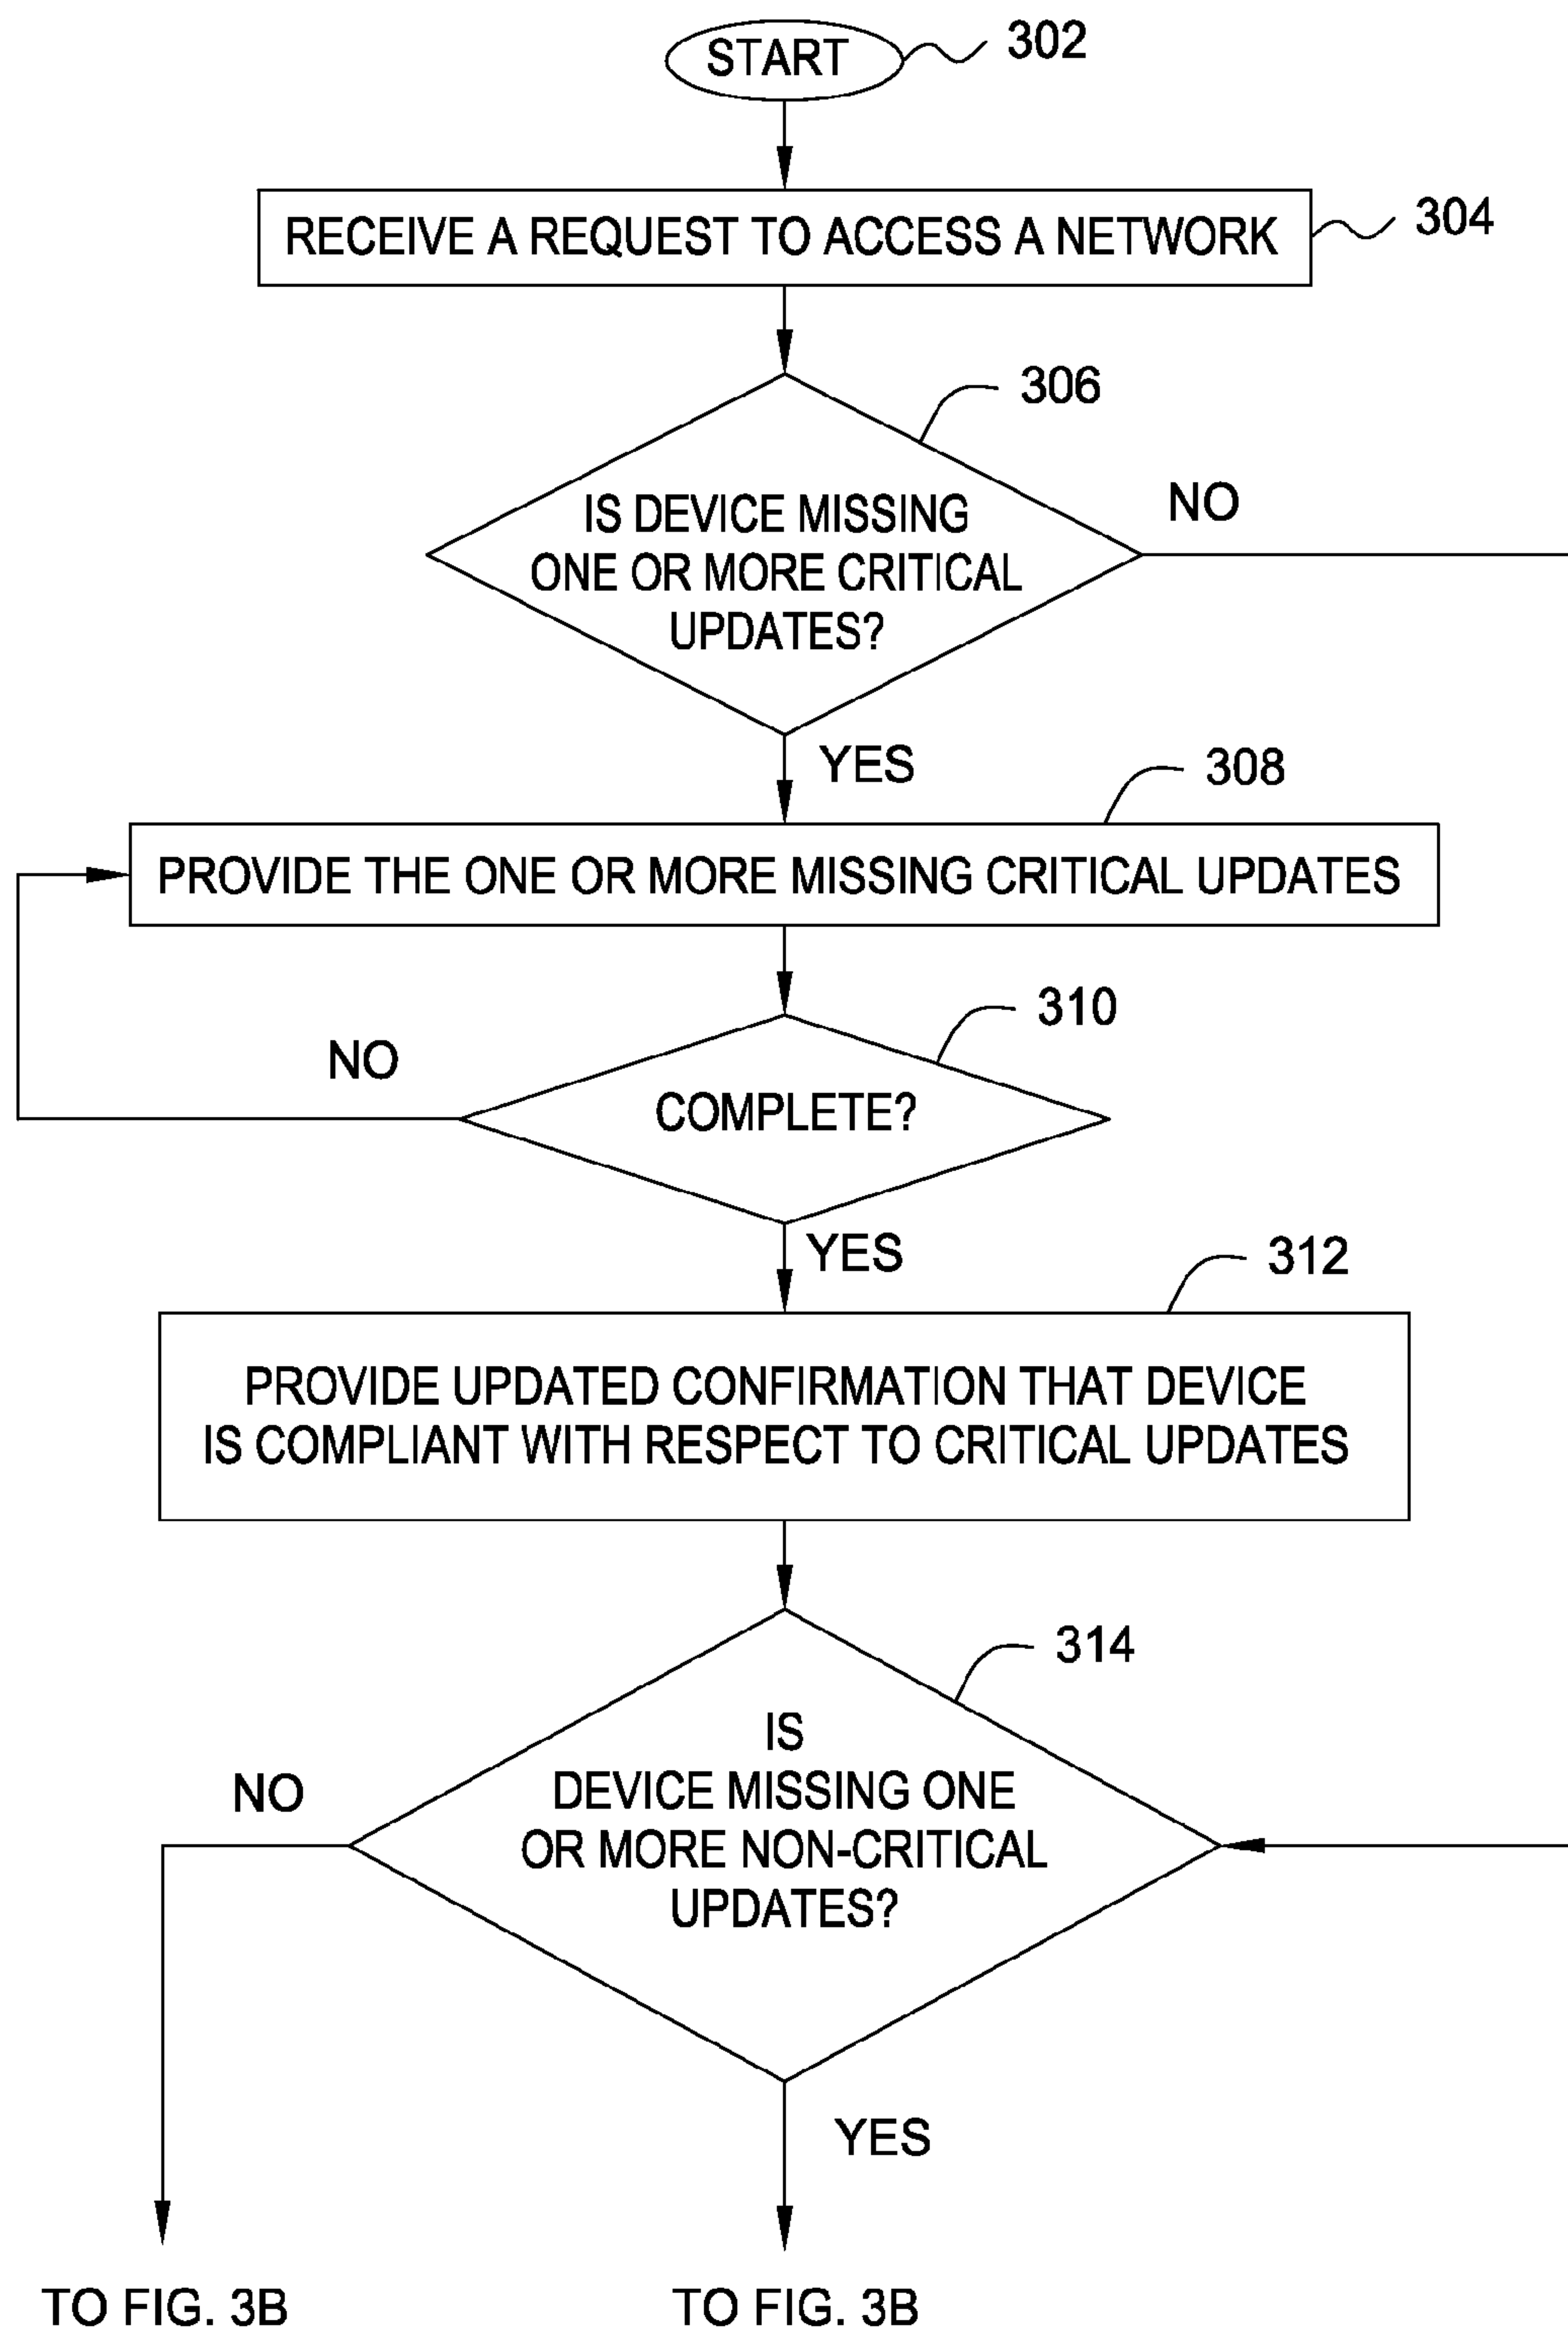 START
302
RECEIVE A REQUEST TO ACCESS A NETWORK
304
306
IS DEVICE MISSING
ONE OR MORE CRITICAL
UPDATES?
NO
YES
308
PROVIDE THE ONE OR MORE MISSING CRITICAL UPDATES
310
NO
COMPLETE?
YES
312
PROVIDE UPDATED CONFIRMATION THAT DEVICE
IS COMPLIANT WITH RESPECT TO CRITICAL UPDATES
314
IS
DEVICE MISSING ONE
OR MORE NON-CRITICAL
UPDATES?
NO
YES
TO FIG. 3B
TO FIG. 3B